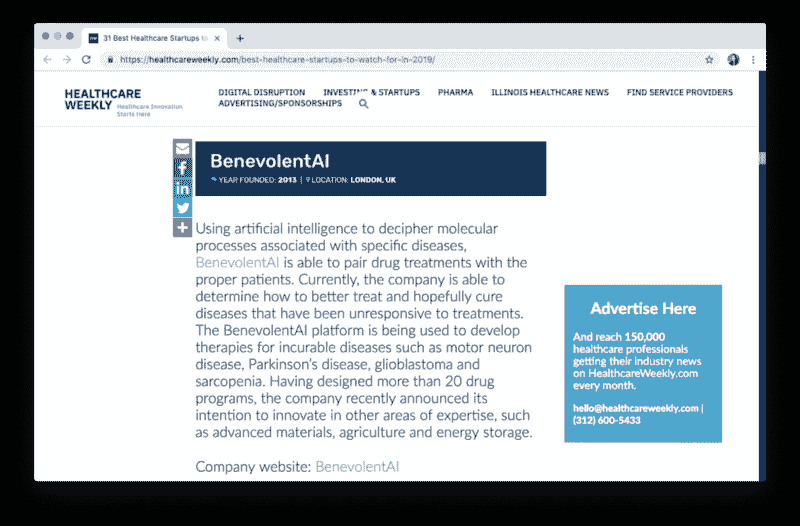 31 Best Healthcare Startups to
https://healthcareweekly.com/best-healthcare-startups-to-watch-for-in-2019/
HEALTHCARE
WEEKLY Healthcare Innovation
Starts Here
DIGITAL DISRUPTION INVESTING & STARTUPS PHARMA ILLINOIS HEALTHCARE NEWS FIND SERVICE PROVIDERS
ADVERTISING/SPONSORSHIPS
BenevolentAI
YEAR FOUNDED: 2013 | LOCATION: LONDON, UK
Using artificial intelligence to decipher molecular
processes associated with specific diseases,
BenevolentAI is able to pair drug treatments with the
proper patients. Currently, the company is able to
determine how to better treat and hopefully cure
diseases that have been unresponsive to treatments.
The BenevolentAI platform is being used to develop
therapies for incurable diseases such as motor neuron
disease, Parkinson's disease, glioblastoma and
sarcopenia. Having designed more than 20 drug
programs, the company recently announced its
intention to innovate in other areas of expertise, such
as advanced materials, agriculture and energy storage.
Company website: BenevolentAI
Advertise Here
And reach 150,000
healthcare professionals
getting their industry news
on HealthcareWeekly.com
every month.
hello@healthcareweekly.com |
(312) 600-5433